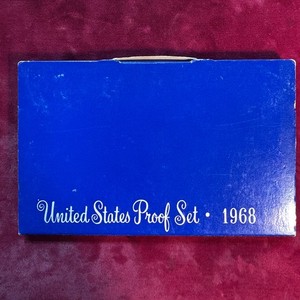 United States Proof Set • 1968